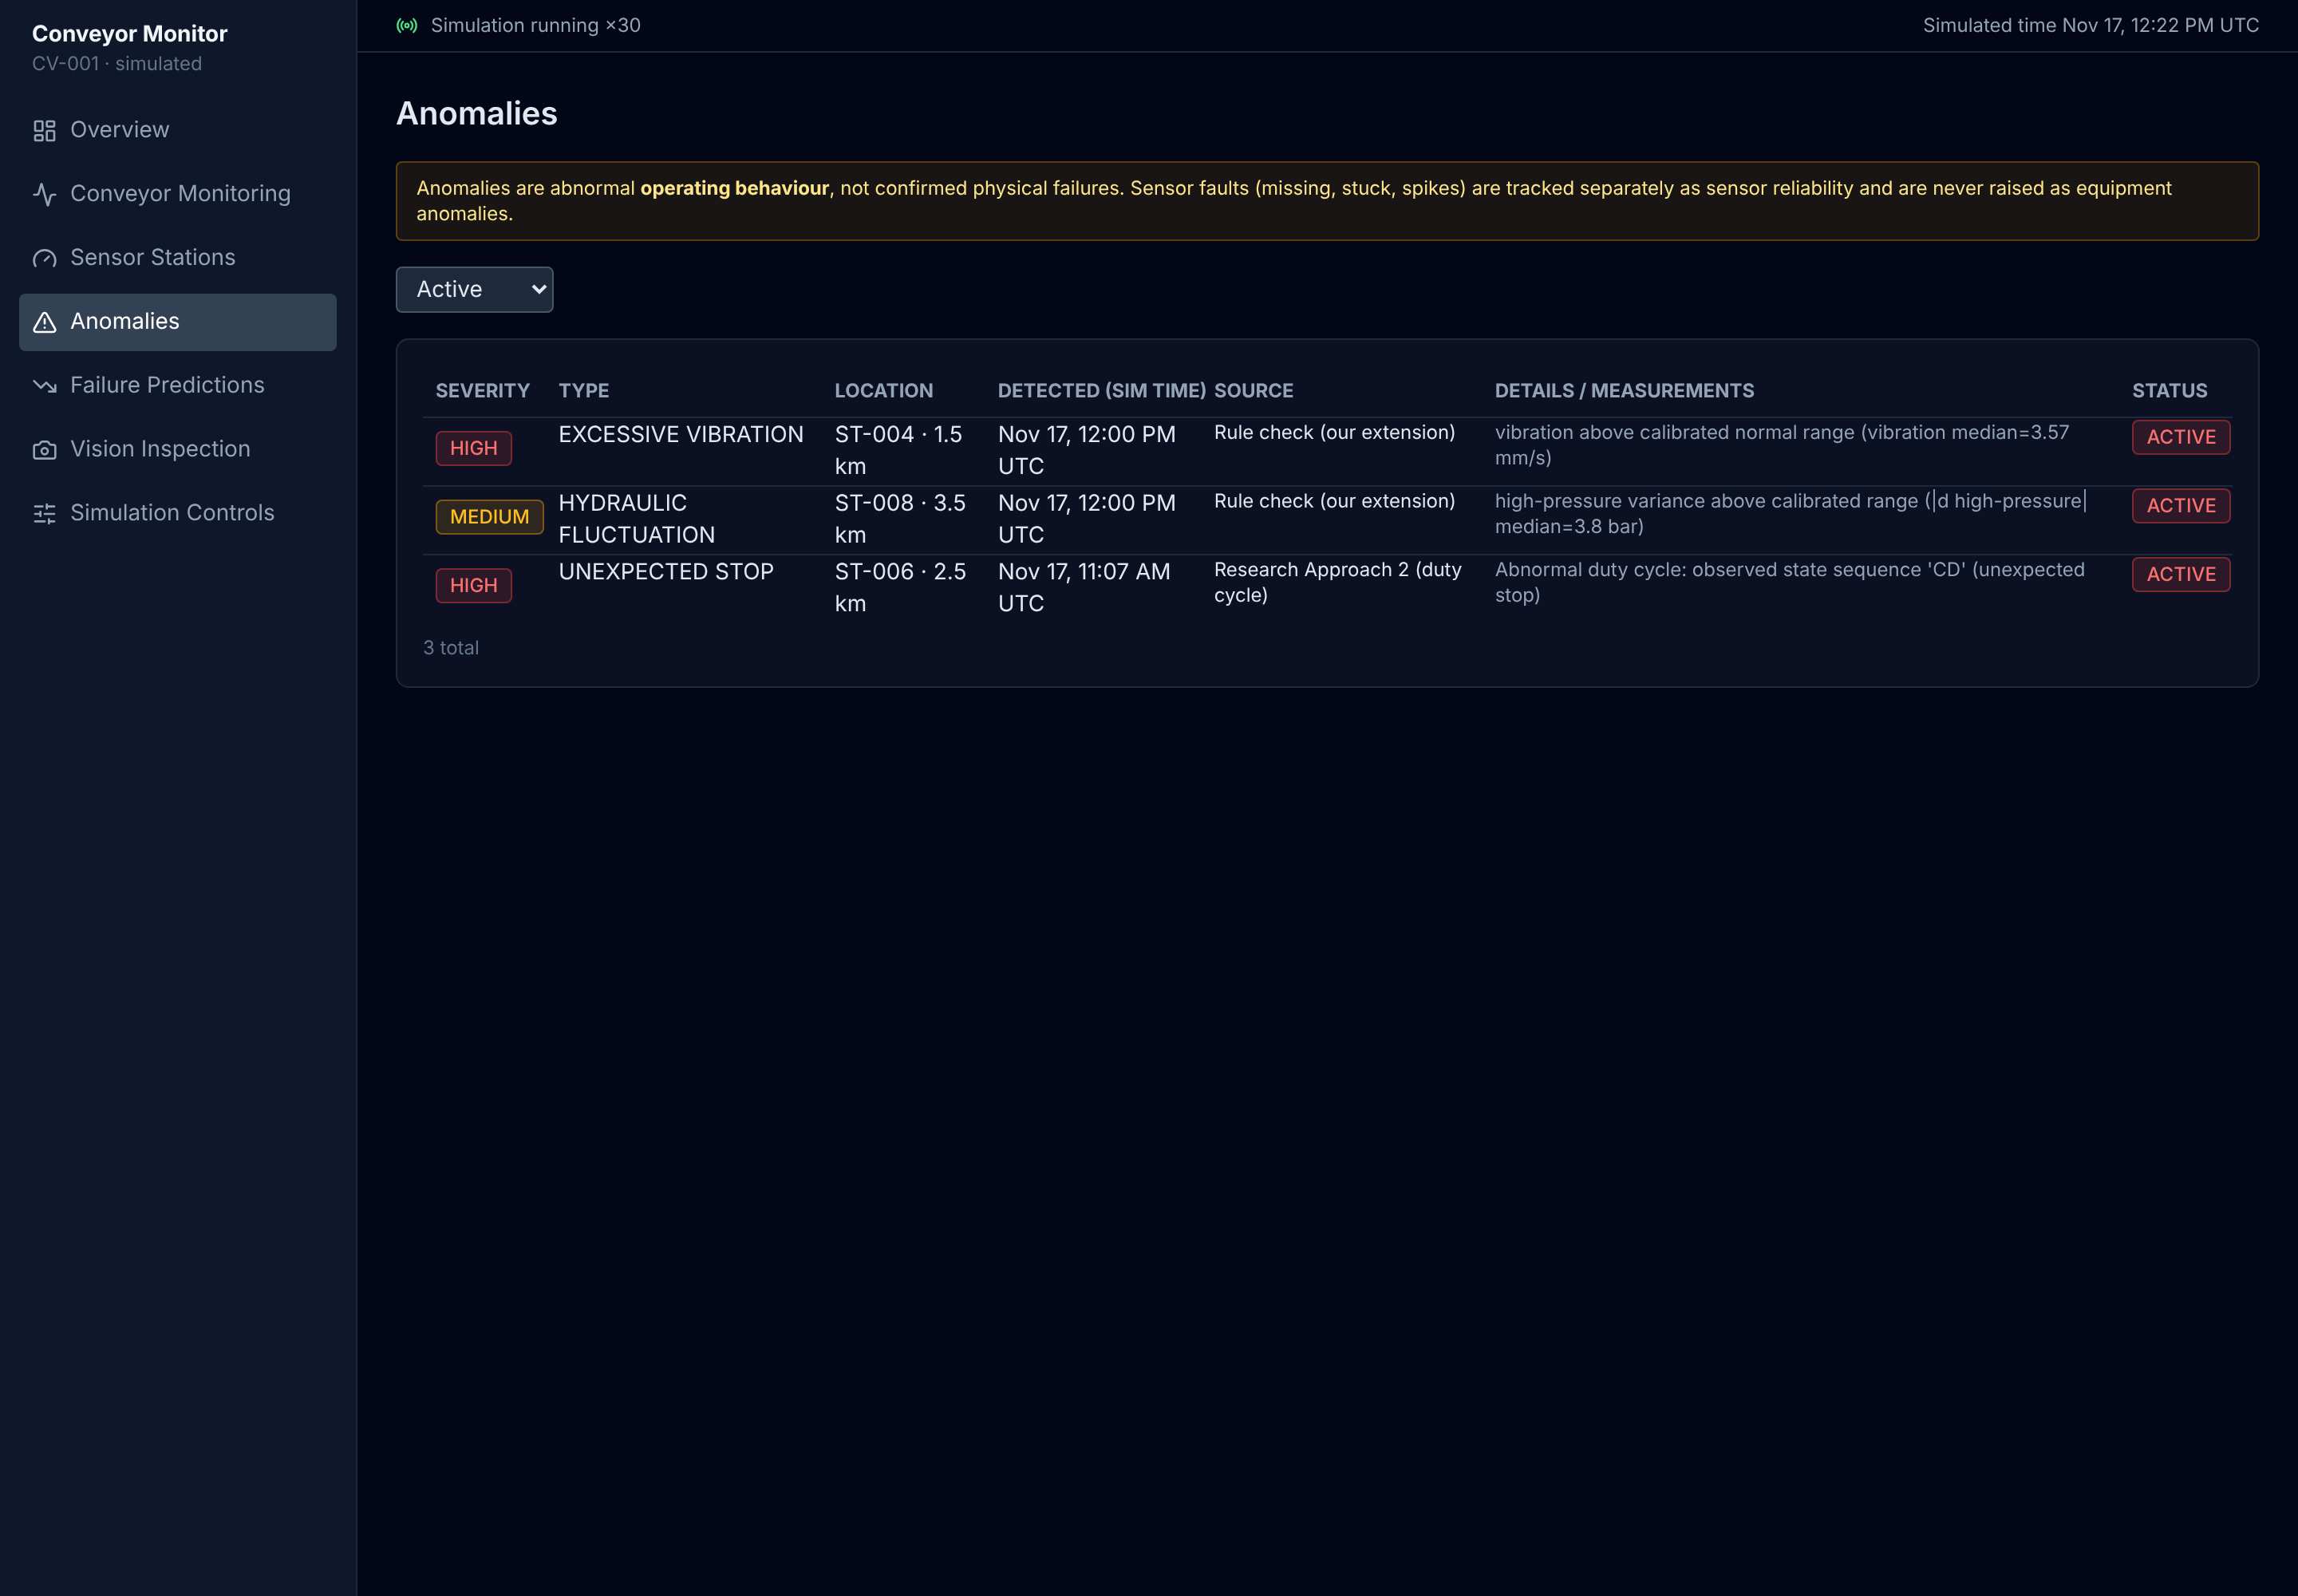 Conveyor Monitor
CV-001 · simulated
Overview
Conveyor Monitoring
Sensor Stations
Anomalies
Failure Predictions
Vision Inspection
Simulation Controls
Simulation running ×30
Simulated time Nov 17, 12:22 PM UTC
Anomalies
Anomalies are abnormal operating behaviour, not confirmed physical failures. Sensor faults (missing, stuck, spikes) are tracked separately as sensor reliability and are never raised as equipment
anomalies.
Active
SEVERITY TYPE LOCATION DETECTED (SIM TIME) SOURCE DETAILS / MEASUREMENTS STATUS
HIGH EXCESSIVE VIBRATION ST-004 · 1.5 Nov 17, 12:00 PM Rule check (our extension) vibration above calibrated normal range (vibration median=3.57 ACTIVE
km UTC mm/s)
MEDIUM HYDRAULIC ST-008 · 3.5 Nov 17, 12:00 PM Rule check (our extension) high-pressure variance above calibrated range (|d high-pressure| ACTIVE
FLUCTUATION km UTC median=3.8 bar)
HIGH UNEXPECTED STOP ST-006 · 2.5 Nov 17, 11:07 AM Research Approach 2 (duty Abnormal duty cycle: observed state sequence 'CD' (unexpected ACTIVE
km UTC cycle) stop)
3 total